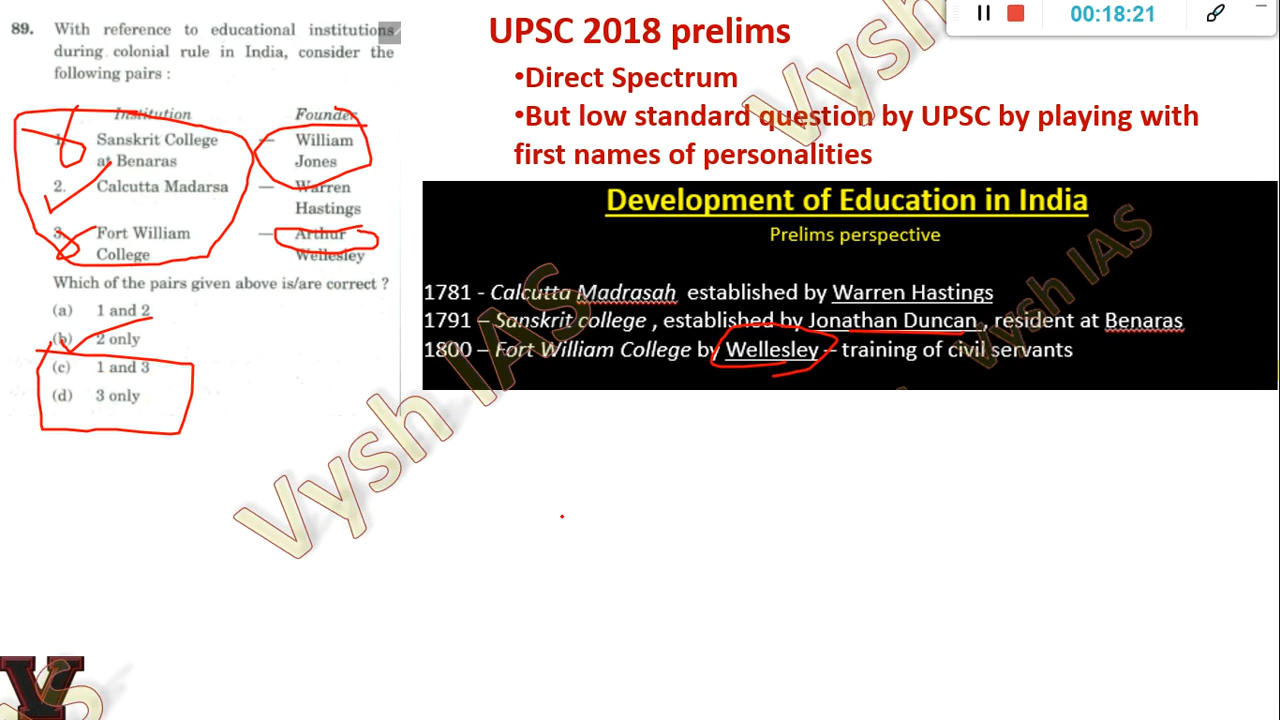 89. With reference to educational institutions
during colonial rule in India, consider the
following pairs :
Institution Founder
1. Sanskrit College — William
at Benaras Jones
2. Calcutta Madarsa — Warren
Hastings
3. Fort William — Arthur
College Wellesley
Which of the pairs given above is/are correct ?
(a) 1 and 2
(b) 2 only
(c) 1 and 3
(d) 3 only
00:18:21
UPSC 2018 prelims
•Direct Spectrum
•But low standard question by UPSC by playing with
first names of personalities
Development of Education in India
Prelims perspective
1781 - Calcutta Madrasah established by Warren Hastings
1791 – Sanskrit college , established by Jonathan Duncan , resident at Benaras
1800 – Fort William College by Wellesley – training of civil servants
Vysh IAS
Vysh IAS
Vysh IAS